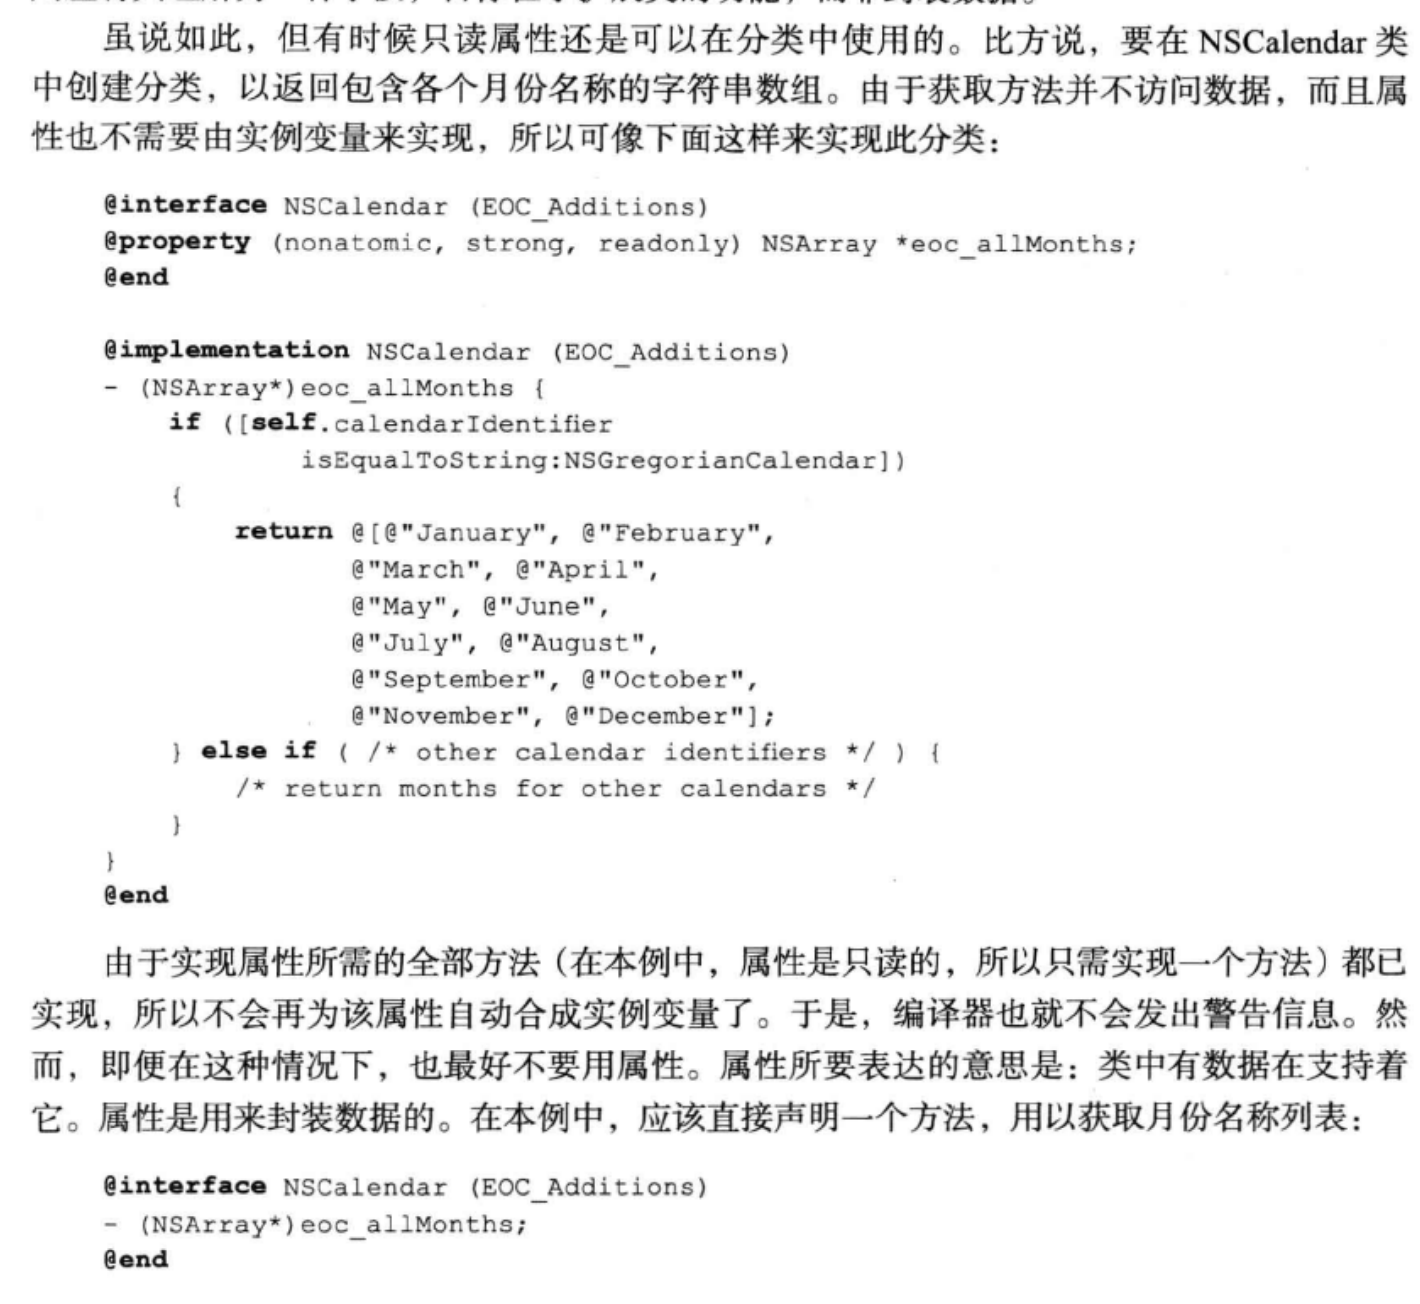 虽说如此，但有时候只读属性还是可以在分类中使用的。比方说，要在 NSCalendar 类
中创建分类，以返回包含各个月份名称的字符串数组。由于获取方法并不访问数据，而且属
性也不需要由实例变量来实现，所以可像下面这样来实现此分类：
@interface NSCalendar (EOC_Additions)
@property (nonatomic, strong, readonly) NSArray *eoc_allMonths;
@end
@implementation NSCalendar (EOC_Additions)
- (NSArray*)eoc_allMonths {
if ([self.calendarIdentifier
isEqualToString:NSGregorianCalendar])
{
return @[@"January", @"February",
@"March", @"April",
@"May", @"June",
@"July", @"August",
@"September", @"October",
@"November", @"December"];
} else if ( /* other calendar identifiers */ ) {
/* return months for other calendars */
}
}
@end
由于实现属性所需的全部方法（在本例中，属性是只读的，所以只需实现一个方法）都已
实现，所以不会再为该属性自动合成实例变量了。于是，编译器也就不会发出警告信息。然
而，即便在这种情况下，也最好不要用属性。属性所要表达的意思是：类中有数据在支持着
它。属性是用来封装数据的。在本例中，应该直接声明一个方法，用以获取月份名称列表：
@interface NSCalendar (EOC_Additions)
- (NSArray*)eoc_allMonths;
@end